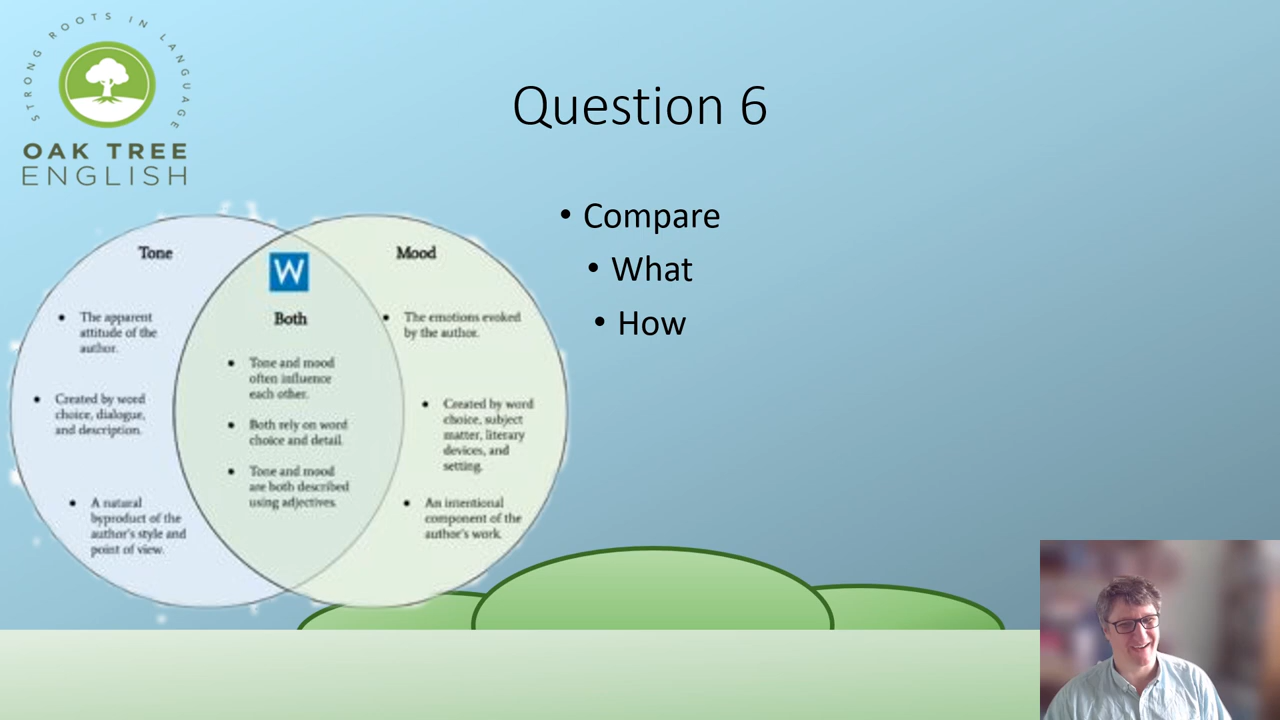 STRONG ROOTS IN LANGUAGE
OAK TREE
ENGLISH
Question 6
• Compare
• What
• How
Tone
• The apparent
attitude of the
author.
• Created by word
choice, dialogue,
and description.
• A natural
byproduct of the
author's style and
point of view.
W
Both
• Tone and mood
often influence
each other.
• Both rely on word
choice and detail.
• Tone and mood
are both described
using adjectives.
Mood
• The emotions evoked
by the author.
• Created by word
choice, subject
matter, literary
devices, and
setting.
• An intentional
component of the
author's work.